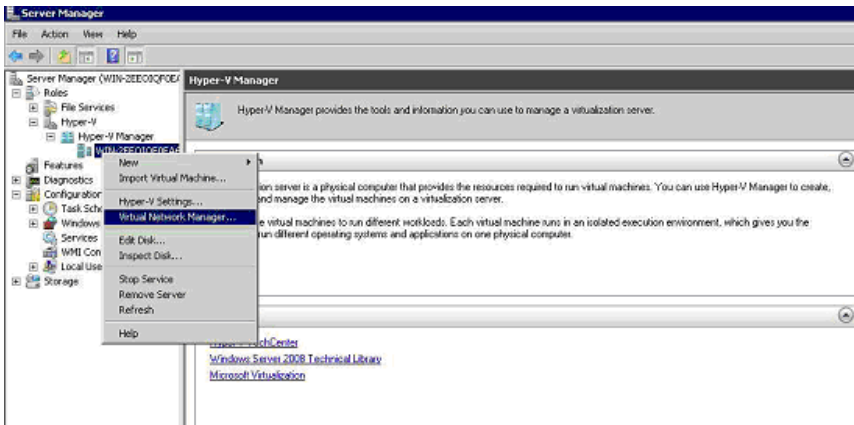 Server Manager
File Action View Help
Server Manager (WIN-2EEOIQF0E/
Hyper-V Manager
Roles
File Services
Hyper-V
Hyper-V Manager
Features
Diagnostics
Configuration
Task Sch
Windows
Services
WMI Con
Local Use
Storage
Hyper-V Manager provides the tools and information you can use to manage a virtualization server.
New
Import Virtual Machine...
Hyper-V Settings...
Virtual Network Manager...
Edit Disk...
Inspect Disk...
Stop Service
Remove Server
Refresh
Help
ion server is a physical computer that provides the resources required to run virtual machines. You can use Hyper-V Manager to create,
and manage the virtual machines on a virtualization server.
e virtual machines to run different workloads. Each virtual machine runs in an isolated execution environment, which gives you the
run different operating systems and applications on one physical computer.
Windows Server 2008 Technical Library
Microsoft Virtualization